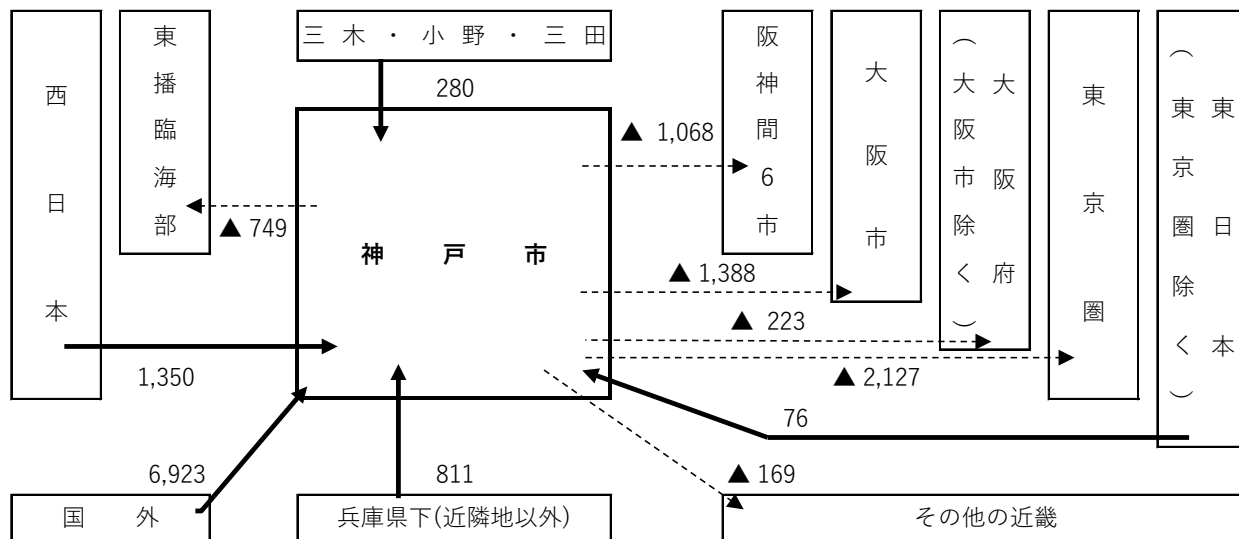 西日本
東播臨海部
三木・小野・三田
阪神間6市
大阪市
大阪府
(大阪市除く)
東京圏
東日本
(東京圏除く)
280
▲ 1,068
▲ 749
神戸市
▲ 1,388
▲ 223
1,350
▲ 2,127
76
6,923
811
▲ 169
国外
兵庫県下(近隣地以外)
その他の近畿